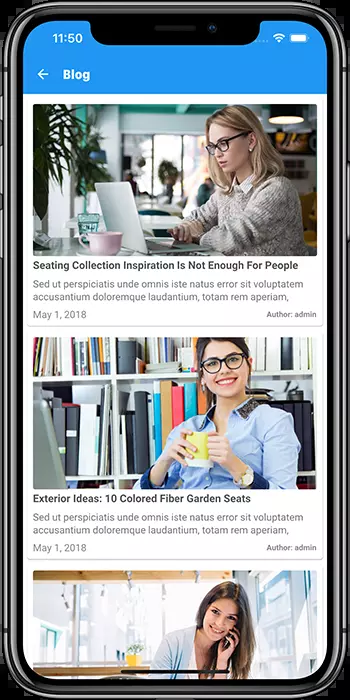 11:50
Blog
Seating Collection Inspiration Is Not Enough For People
Sed ut perspiciatis unde omnis iste natus error sit voluptatem
accusantium doloremque laudantium, totam rem aperiam,
May 1, 2018 Author: admin
Exterior Ideas: 10 Colored Fiber Garden Seats
Sed ut perspiciatis unde omnis iste natus error sit voluptatem
accusantium doloremque laudantium, totam rem aperiam,
May 1, 2018 Author: admin